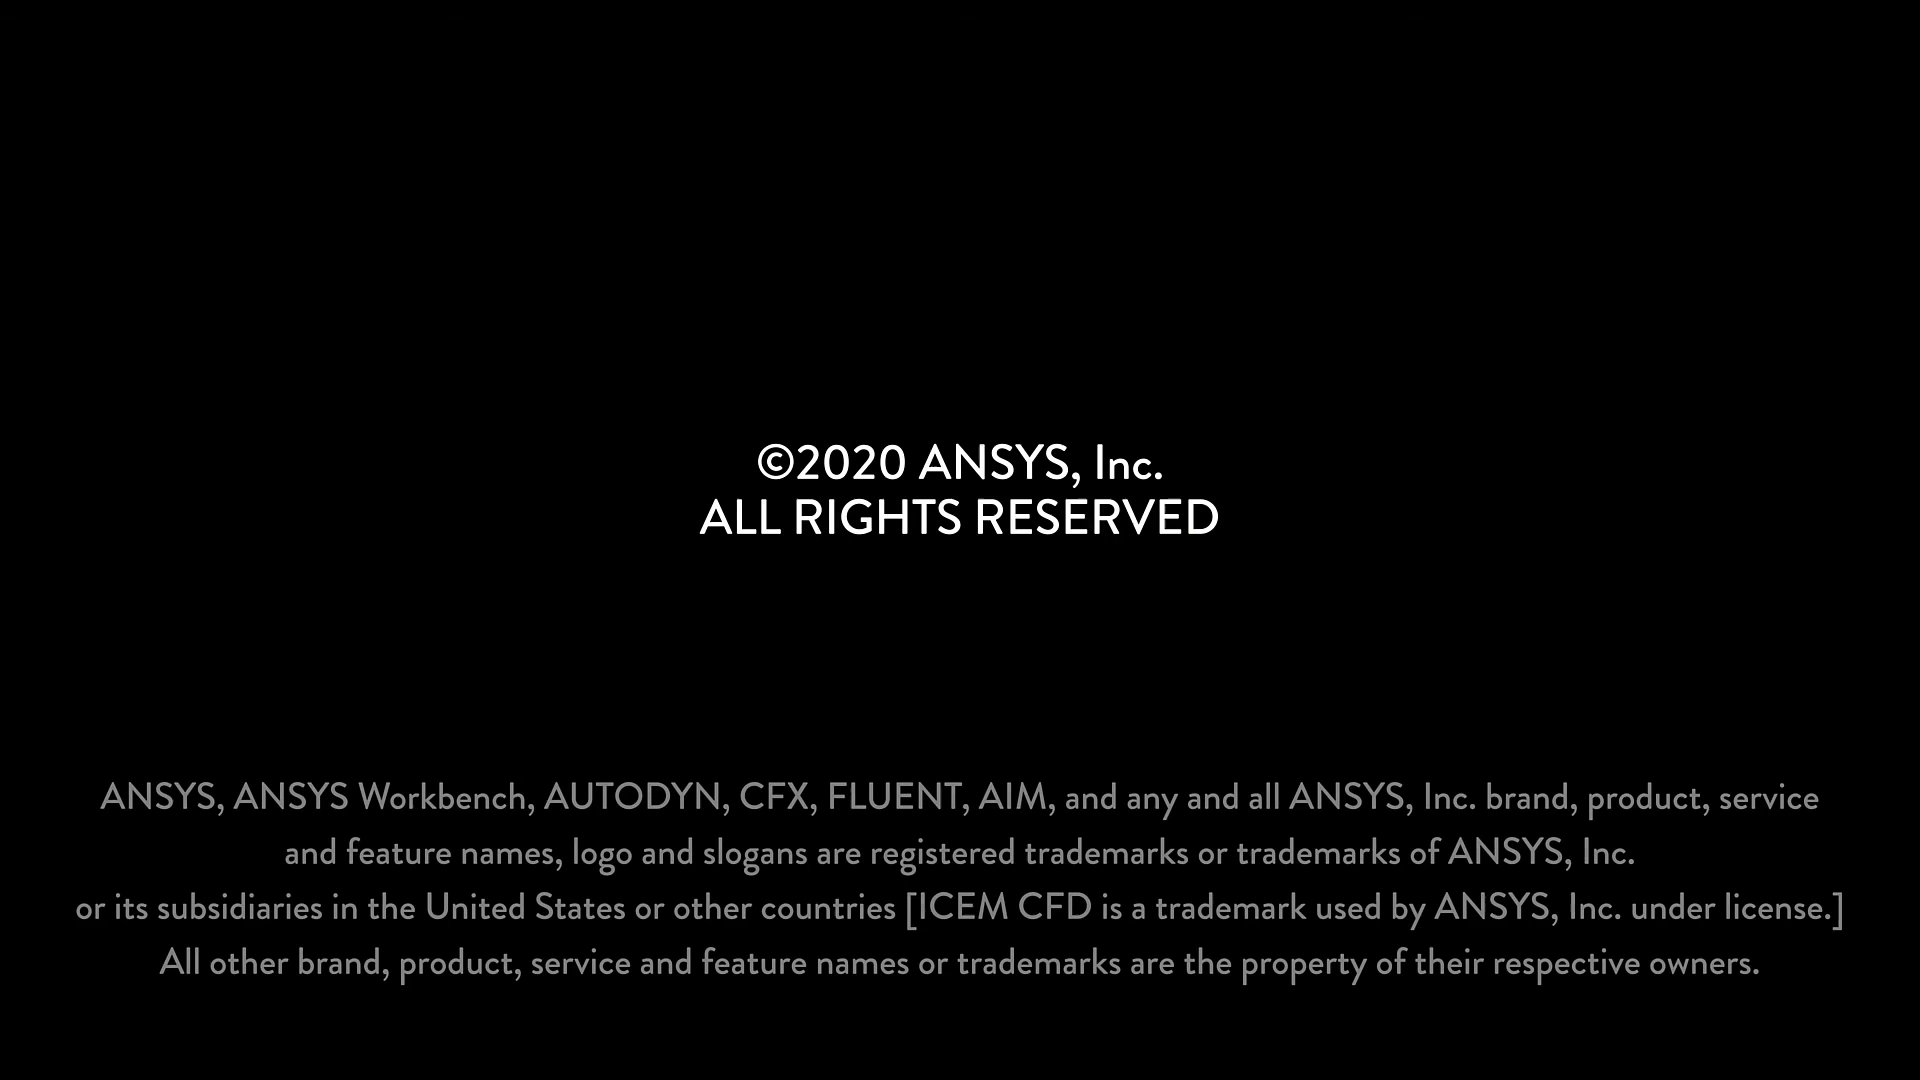 ©2020 ANSYS, Inc.
ALL RIGHTS RESERVED
ANSYS, ANSYS Workbench, AUTODYN, CFX, FLUENT, AIM, and any and all ANSYS, Inc. brand, product, service
and feature names, logo and slogans are registered trademarks or trademarks of ANSYS, Inc.
or its subsidiaries in the United States or other countries [ICEM CFD is a trademark used by ANSYS, Inc. under license.]
All other brand, product, service and feature names or trademarks are the property of their respective owners.